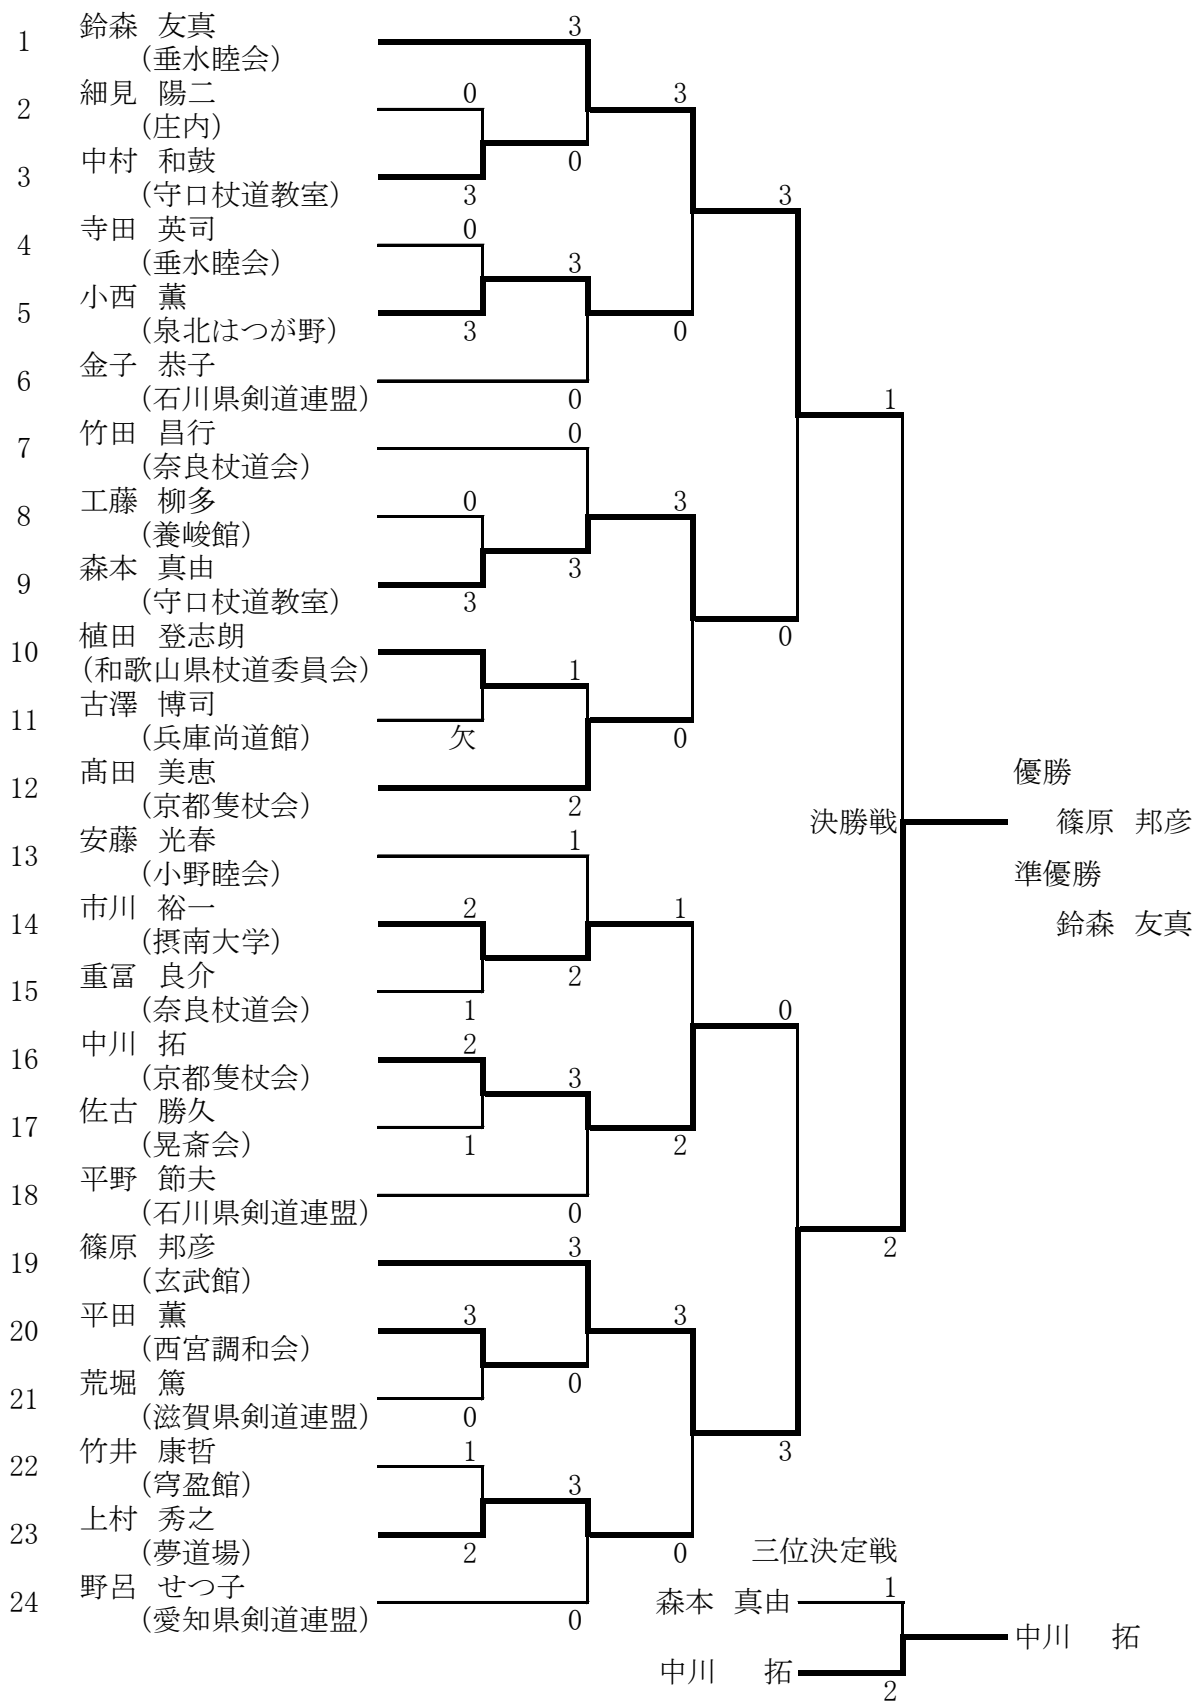 鈴森 友真 3
1
(垂水睦会)
細見 陽二 0 3
2
(庄内)
中村 和鼓 0
3
(守口杖道教室) 3 3
寺田 英司 0
4
(垂水睦会) 3
小西 薫
5
(泉北はつが野) 3 0
金子 恭子
6
(石川県剣道連盟) 0 1
竹田 昌行 0
7
(奈良杖道会)
工藤 柳多 0 3
8
(養峻館)
森本 真由 3
9
(守口杖道教室) 3
植田 登志朗 0
10
(和歌山県杖道委員会) 1
古澤 博司
11
(兵庫尚道館) 欠 0
髙田 美恵 優勝
12
(京都隻杖会) 2
決勝戦 篠原 邦彦
安藤 光春 1
13
(小野睦会) 準優勝
市川 裕一 2 1
14 鈴森 友真
(摂南大学)
重冨 良介 2
15
(奈良杖道会) 1 0
中川 拓 2
16
(京都隻杖会) 3
佐古 勝久
17
(晃斎会) 1 2
平野 節夫
18
(石川県剣道連盟) 0
篠原 邦彦 3 2
19
(玄武館)
平田 薫 3 3
20
(西宮調和会)
荒堀 篤 0
21
(滋賀県剣道連盟) 0
竹井 康哲 1 3
22
(穹盈館) 3
上村 秀之
23
(夢道場) 2 0 三位決定戦
野呂 せつ子 1
24 森本 真由
(愛知県剣道連盟) 0
中川 拓
中川 拓
2